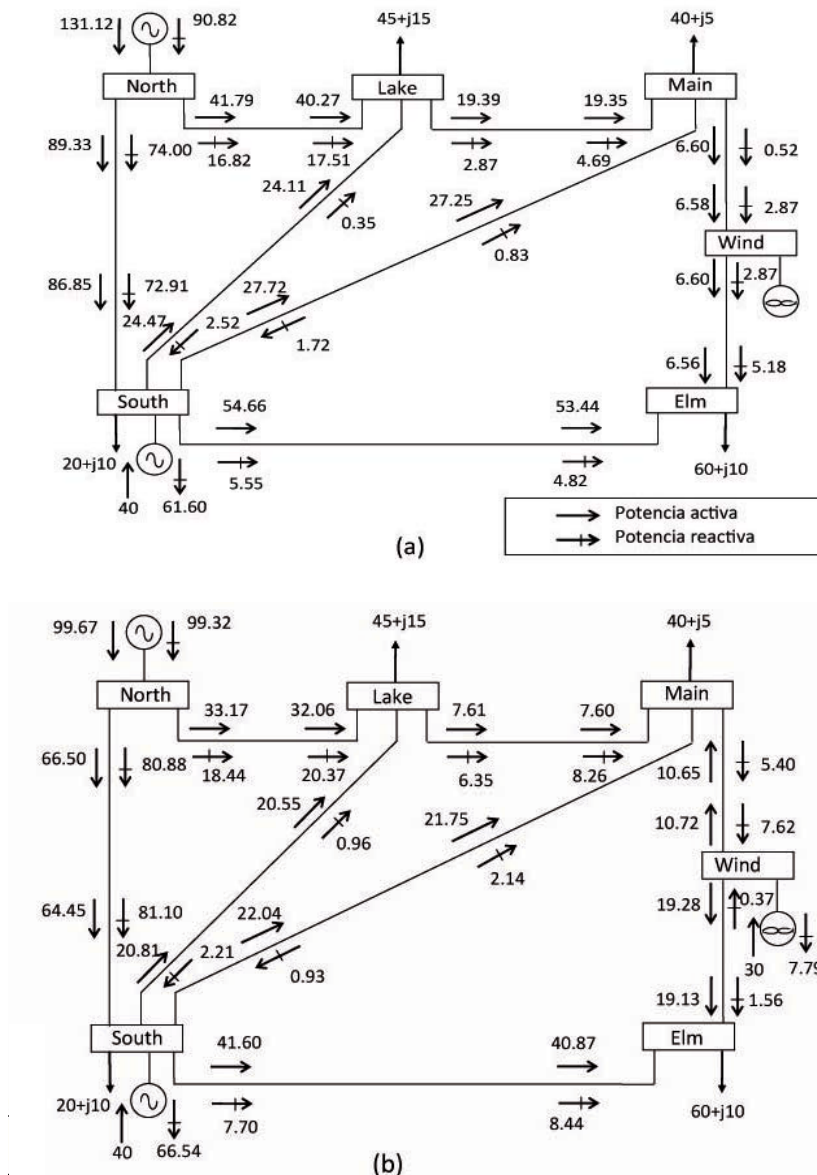 45+j15 40+j5
131.12 90.82
North Lake Main
41.79 40.27 19.39 19.35
89.33 74.00 16.82 17.51 2.87 4.69 6.60 0.52
24.11 27.25
0.35 6.58 2.87
0.83 Wind
86.85 72.91 27.72 6.60 2.87
24.47 2.52
1.72 6.56 5.18
South 54.66 53.44 Elm
20+j10 5.55 4.82 60+j10
40 61.60
Potencia activa
Potencia reactiva
(a)
45+j15 40+j5
99.67 99.32
North Lake Main
33.17 32.06 7.61 7.60
66.50 80.88 18.44 20.37 6.35 8.26 10.65 5.40
20.55 21.75 10.72 7.62
0.96
2.14 Wind
64.45 81.10 22.04 19.28 0.37
20.81 2.21 0.93 30 7.79
19.13 1.56
South 41.60 40.87 Elm
20+j10 7.70 8.44 60+j10
40 66.54
(b)